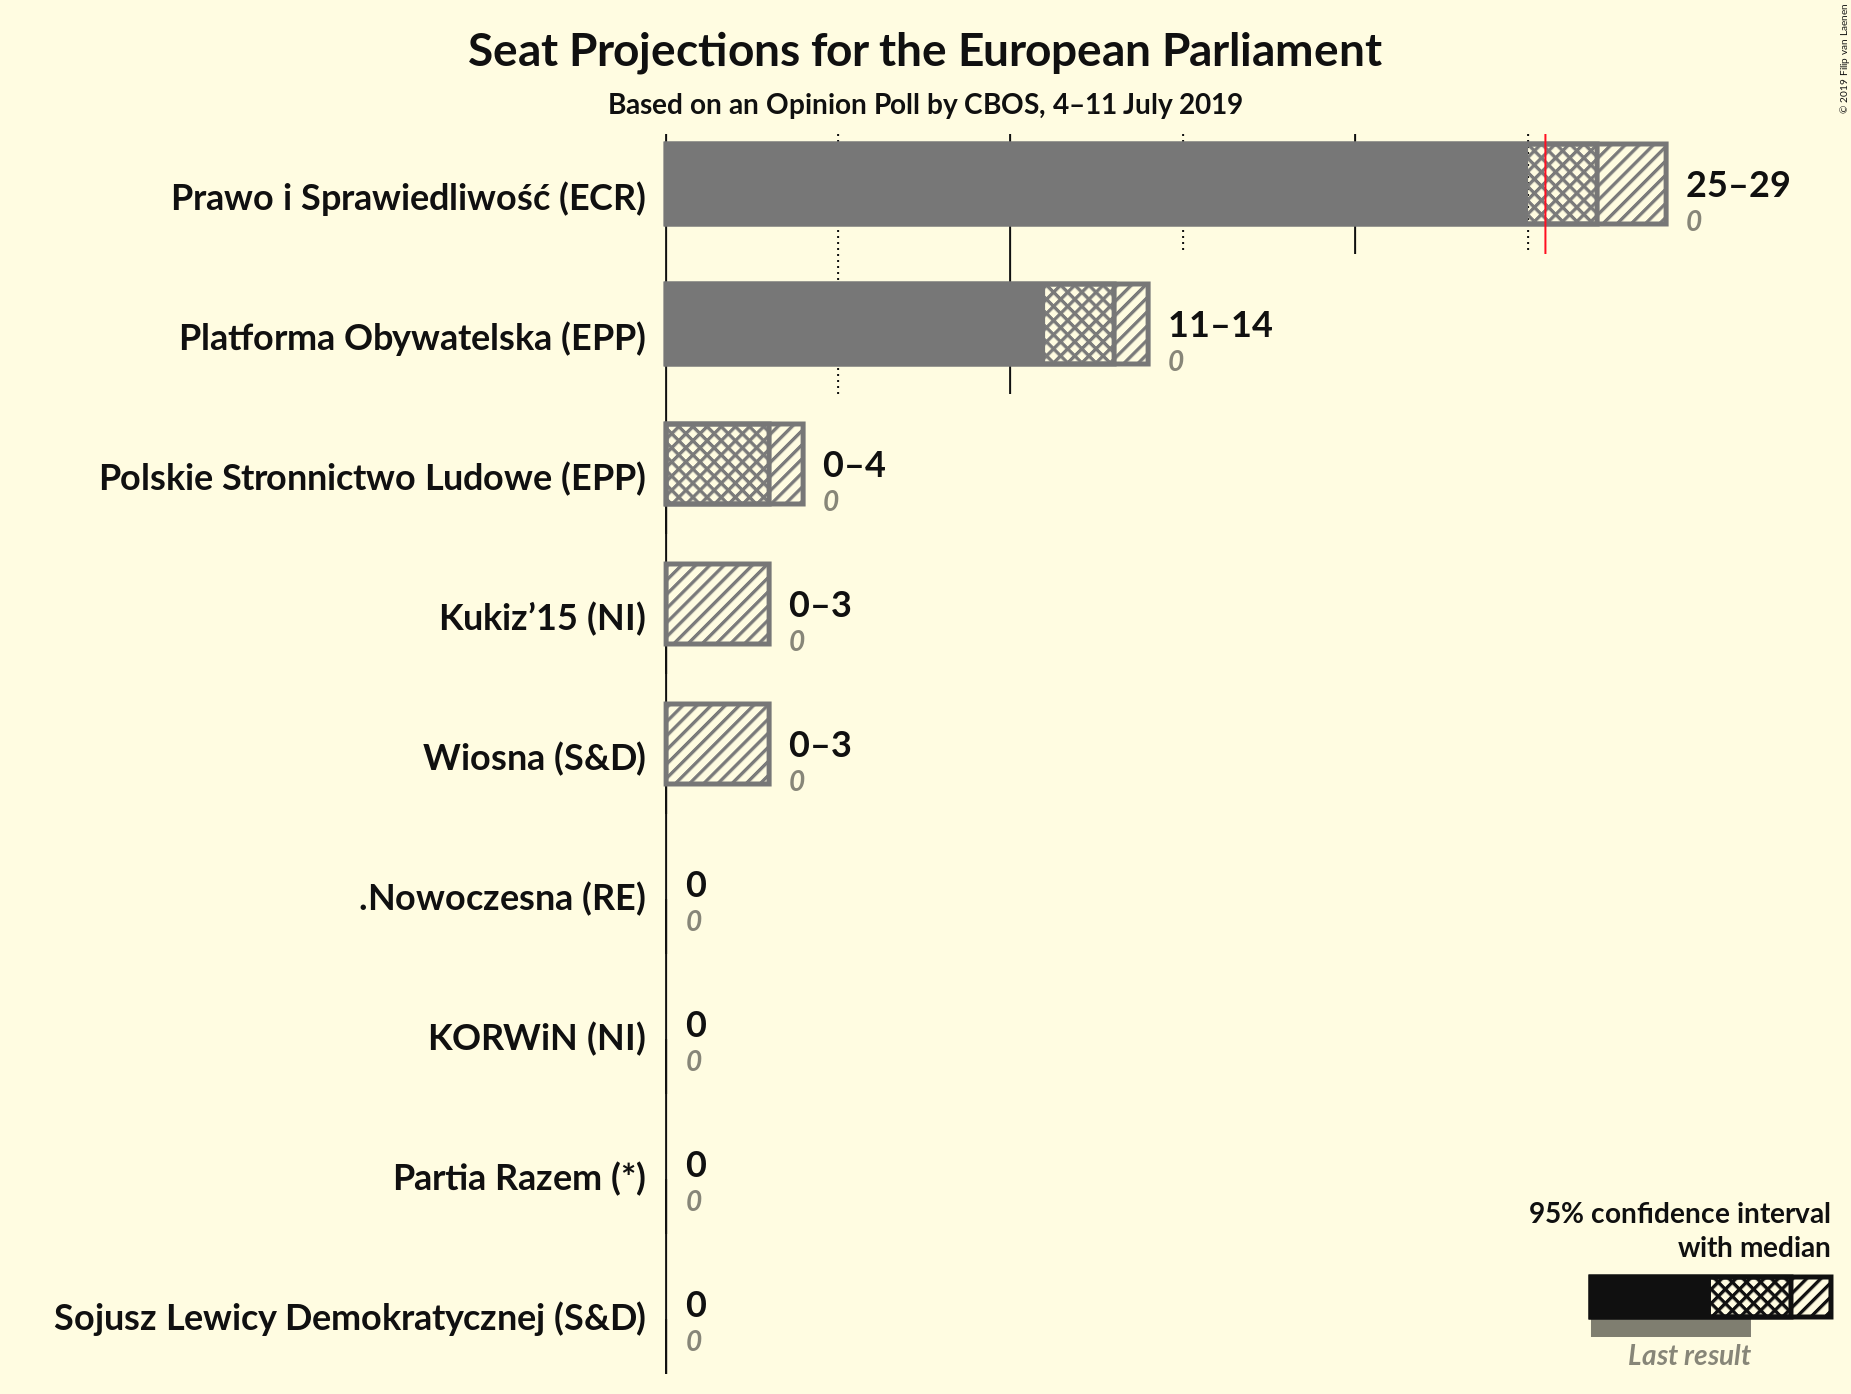 Seat Projections for the European Parliament
Based on an Opinion Poll by CBOS, 4–11 July 2019
© 2019 Filip van Laenen
Prawo i Sprawiedliwość (ECR)
25–29
0
Platforma Obywatelska (EPP)
11–14
0
Polskie Stronnictwo Ludowe (EPP)
0–4
0
Kukiz’15 (NI)
0–3
0
Wiosna (S&D)
0–3
0
.Nowoczesna (RE)
0
0
KORWiN (NI)
0
0
Partia Razem (*)
0
0
Sojusz Lewicy Demokratycznej (S&D)
0
0
95% confidence interval
with median
Last result